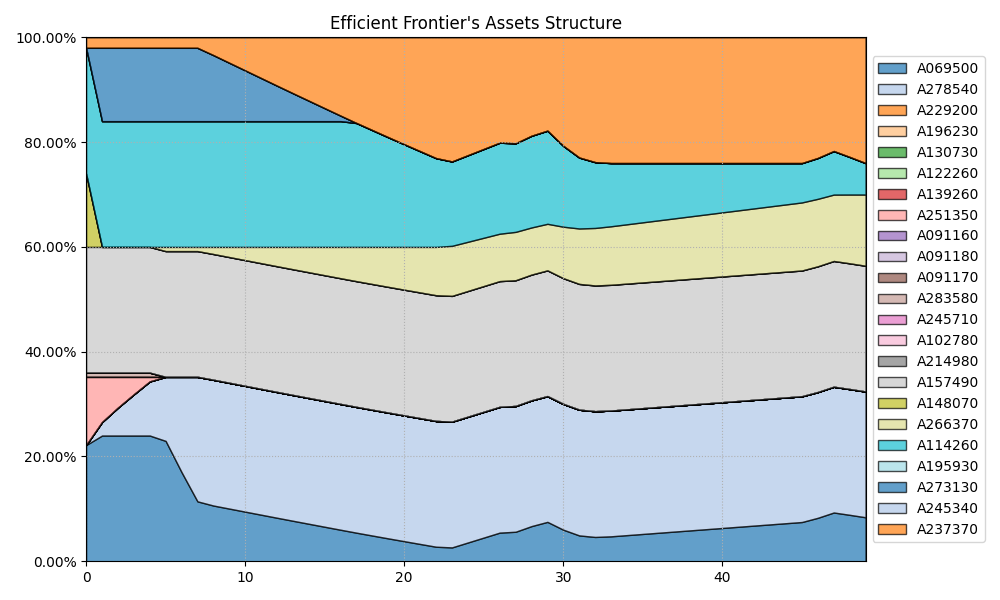 Efficient Frontier's Assets Structure
100.00%
80.00%
60.00%
40.00%
20.00%
0.00%
0
10
20
30
40
A069500
A278540
A229200
A196230
A130730
A122260
A139260
A251350
A091160
A091180
A091170
A283580
A245710
A102780
A214980
A157490
A148070
A266370
A114260
A195930
A273130
A245340
A237370